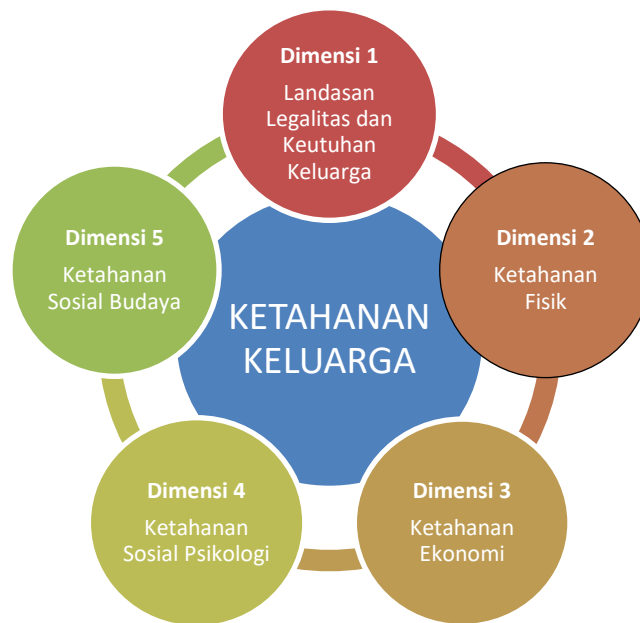 Dimensi 1
Landasan
Legalitas dan
Keutuhan
Keluarga
Dimensi 2
Ketahanan
Fisik
Dimensi 3
Ketahanan
Ekonomi
Dimensi 4
Ketahanan
Sosial Psikologi
Dimensi 5
Ketahanan
Sosial Budaya
KETAHANAN
KELUARGA